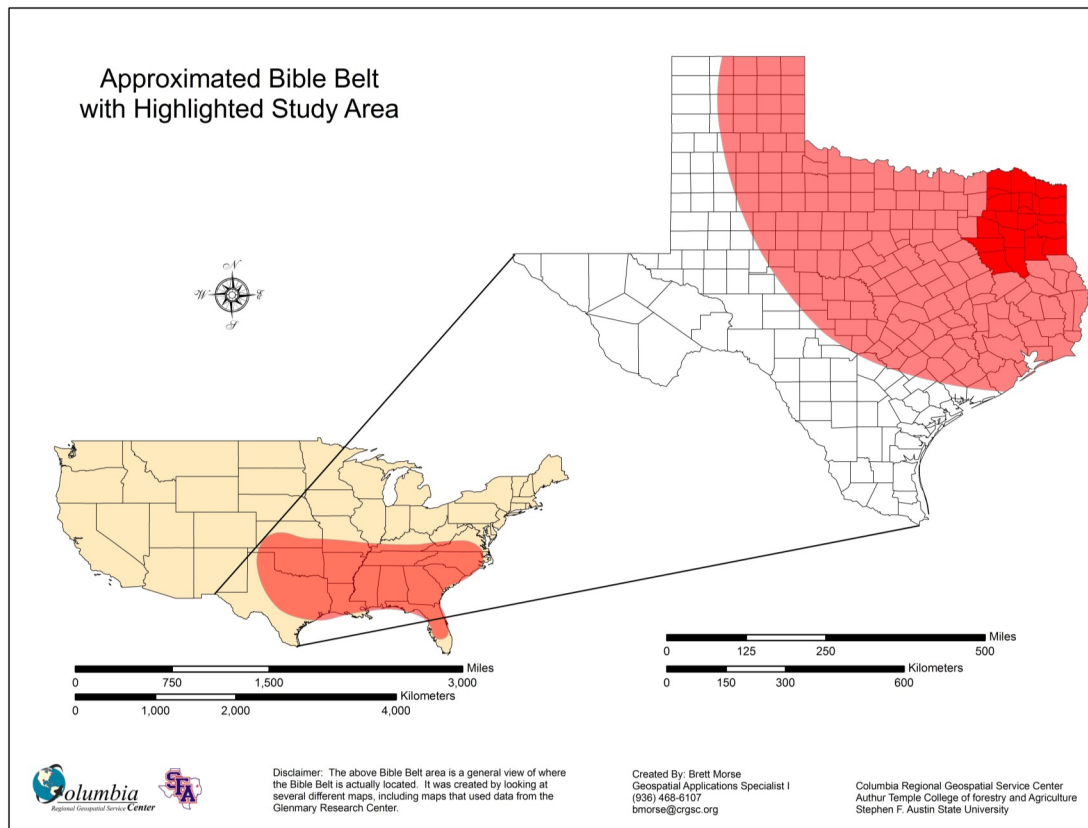 Approximated Bible Belt
with Highlighted Study Area
N
W
E
S
Miles
0 750 1,500 3,000
Kilometers
0 1,000 2,000 4,000
Miles
0 125 250 500
Kilometers
0 150 300 600
Columbia
Regional Geospatial Service Center
SFA
Disclaimer: The above Bible Belt area is a general view of where
the Bible Belt is actually located. It was created by looking at
several different maps, including maps that used data from the
Glenmary Research Center.
Created By: Brett Morse
Geospatial Applications Specialist I
(936) 468-6107
bmorse@crgsc.org
Columbia Regional Geospatial Service Center
Authur Temple College of forestry and Agriculture
Stephen F. Austin State University